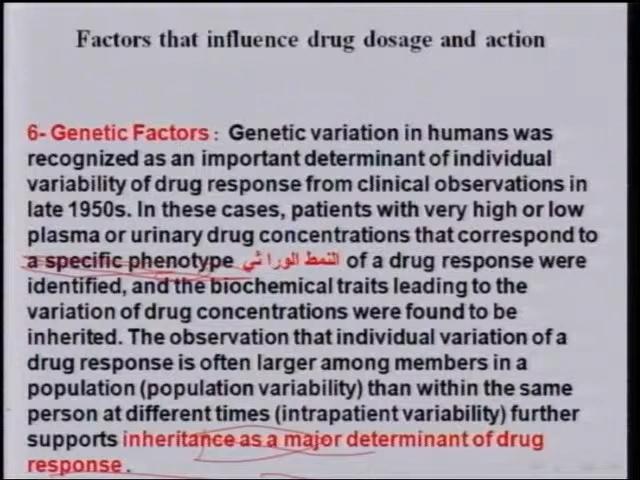 Factors that influence drug dosage and action
6- Genetic Factors : Genetic variation in humans was
recognized as an important determinant of individual
variability of drug response from clinical observations in
late 1950s. In these cases, patients with very high or low
plasma or urinary drug concentrations that correspond to
a specific phenotype النمط الوراثي of a drug response were
identified, and the biochemical traits leading to the
variation of drug concentrations were found to be
inherited. The observation that individual variation of a
drug response is often larger among members in a
population (population variability) than within the same
person at different times (intrapatient variability) further
supports inheritance as a major determinant of drug
response .